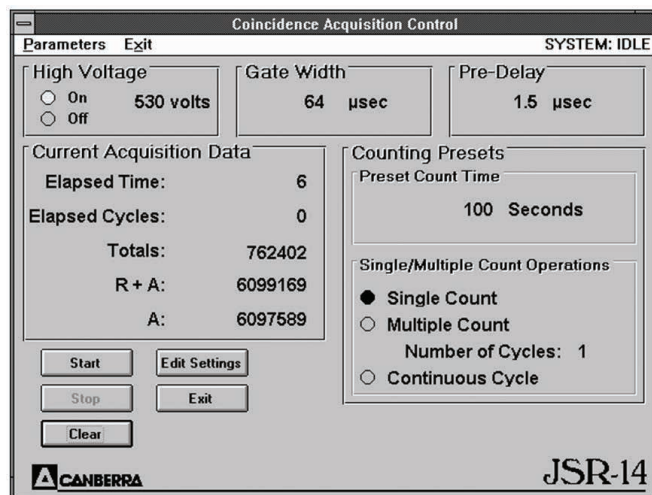 Coincidence Acquisition Control
Parameters Exit SYSTEM: IDLE
High Voltage
On 530 volts
Off
Gate Width
64 µsec
Pre-Delay
1.5 µsec
Current Acquisition Data
Elapsed Time: 6
Elapsed Cycles: 0
Totals: 762402
R + A: 6099169
A: 6097589
Counting Presets
Preset Count Time
100 Seconds
Single/Multiple Count Operations
Single Count
Multiple Count
Number of Cycles: 1
Continuous Cycle
Start Edit Settings
Stop Exit
Clear
CANBERRA JSR-14